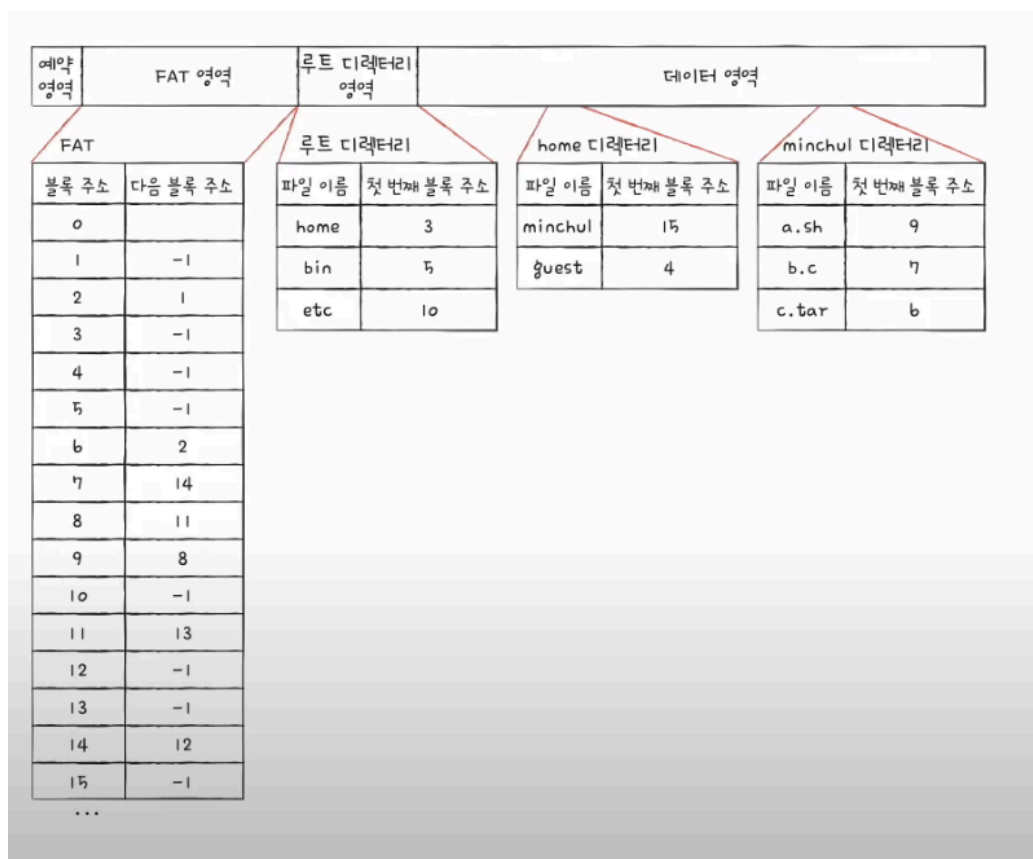 예약
영역
FAT 영역
루트 디렉터리
영역
데이터 영역
FAT
블록 주소 다음 블록 주소
0
1 -1
2 1
3 -1
4 -1
5 -1
6 2
7 14
8 11
9 8
10 -1
11 13
12 -1
13 -1
14 12
15 -1
...
루트 디렉터리
파일 이름 첫 번째 블록 주소
home 3
bin 5
etc 10
home 디렉터리
파일 이름 첫 번째 블록 주소
minchul 15
guest 4
minchul 디렉터리
파일 이름 첫 번째 블록 주소
a.sh 9
b.c 7
c.tar 6